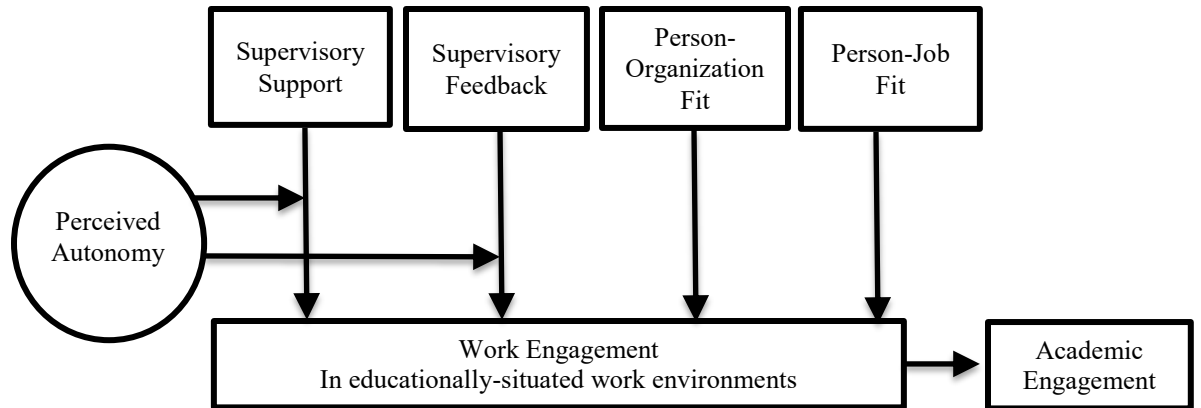 Supervisory
Support
Supervisory
Feedback
Person-
Organization
Fit
Person-Job
Fit
Perceived
Autonomy
Work Engagement
In educationally-situated work environments
Academic
Engagement